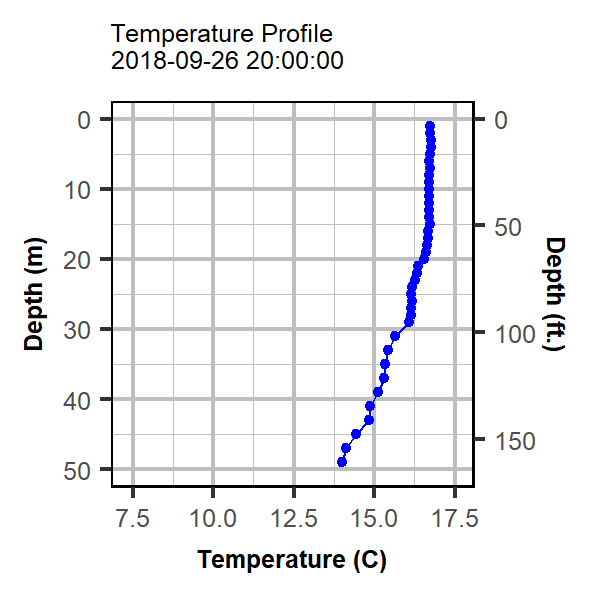 Temperature Profile
2018-09-26 20:00:00
0
10
20
30
40
50
Depth (m)
0
50
100
150
Depth (ft.)
7.5 10.0 12.5 15.0 17.5
Temperature (C)